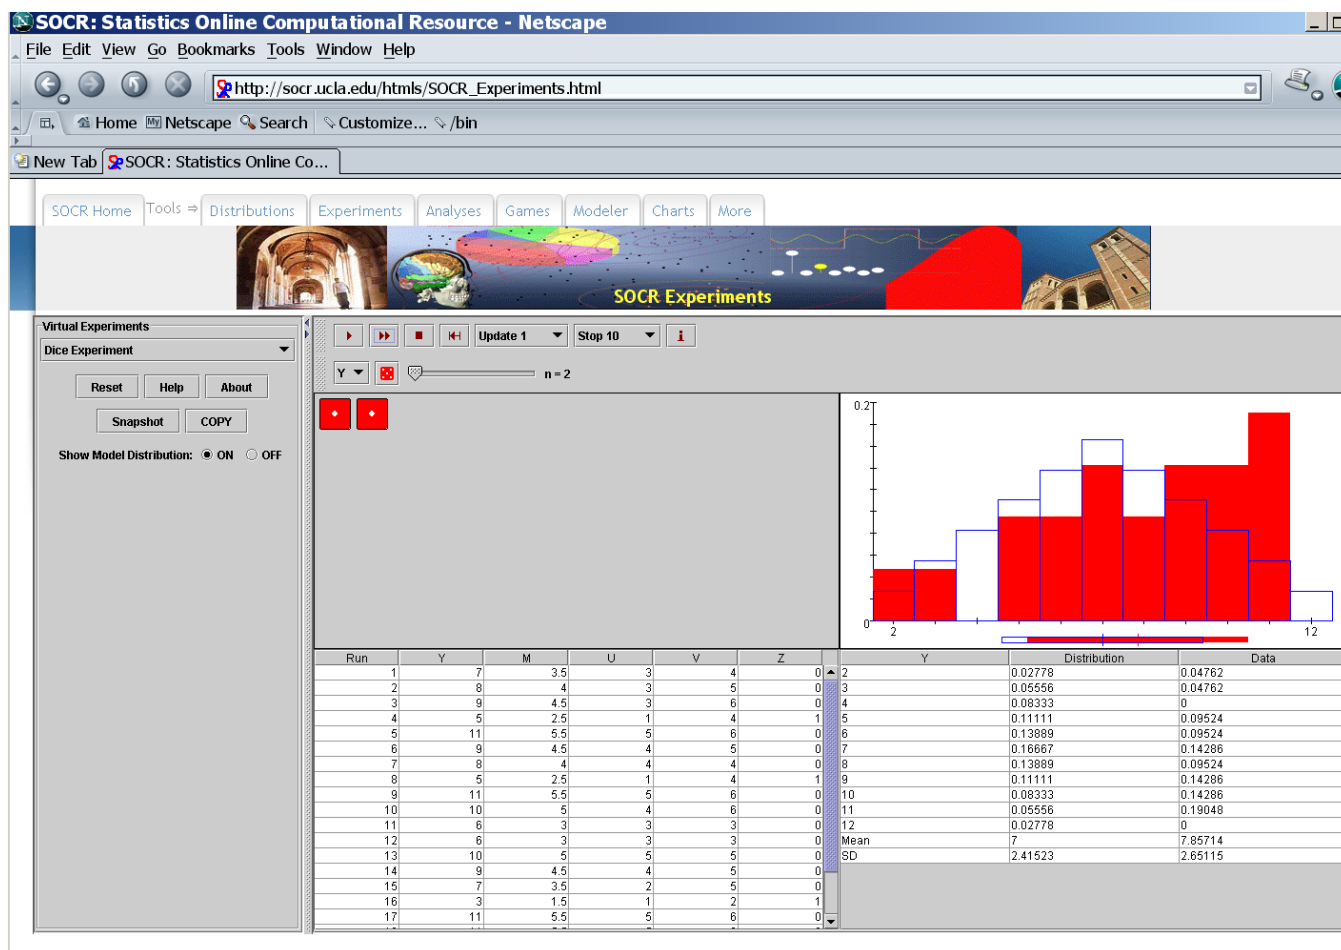 SOCR: Statistics Online Computational Resource - Netscape
File Edit View Go Bookmarks Tools Window Help
http://socr.ucla.edu/htmls/SOCR_Experiments.html
Home My Netscape Search Customize... /bin
New Tab SOCR: Statistics Online Co...
SOCR Home Tools ⇒ Distributions Experiments Analyses Games Modeler Charts More
SOCR Experiments
Virtual Experiments
Dice Experiment
Reset Help About
Snapshot COPY
Show Model Distribution: ON OFF
Update 1 Stop 10 i
Y n = 2
0.2
0
2 12
Run Y M U V Z
1 7 3.5 3 4 0
2 8 4 3 5 0
3 9 4.5 3 6 0
4 5 2.5 1 4 1
5 11 5.5 5 6 0
6 9 4.5 4 5 0
7 8 4 4 4 0
8 5 2.5 1 4 1
9 11 5.5 5 6 0
10 10 5 4 6 0
11 6 3 3 3 0
12 6 3 3 3 0
13 10 5 5 5 0
14 9 4.5 4 5 0
15 7 3.5 2 5 0
16 3 1.5 1 2 1
17 11 5.5 5 6 0
Y Distribution Data
2 0.02778 0.04762
3 0.05556 0.04762
4 0.08333 0
5 0.11111 0.09524
6 0.13889 0.09524
7 0.16667 0.14286
8 0.13889 0.09524
9 0.11111 0.14286
10 0.08333 0.14286
11 0.05556 0.19048
12 0.02778 0
Mean 7 7.85714
SD 2.41523 2.65115